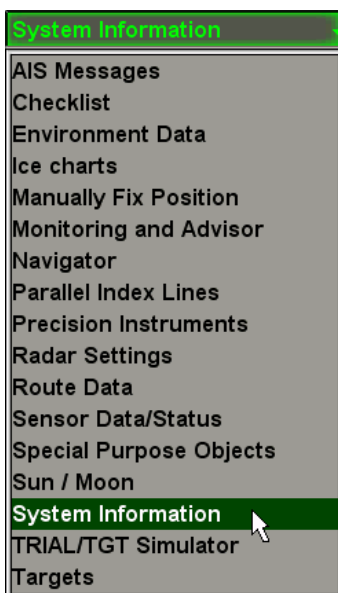 System Information
AIS Messages
Checklist
Environment Data
Ice charts
Manually Fix Position
Monitoring and Advisor
Navigator
Parallel Index Lines
Precision Instruments
Radar Settings
Route Data
Sensor Data/Status
Special Purpose Objects
Sun / Moon
System Information
TRIAL/TGT Simulator
Targets